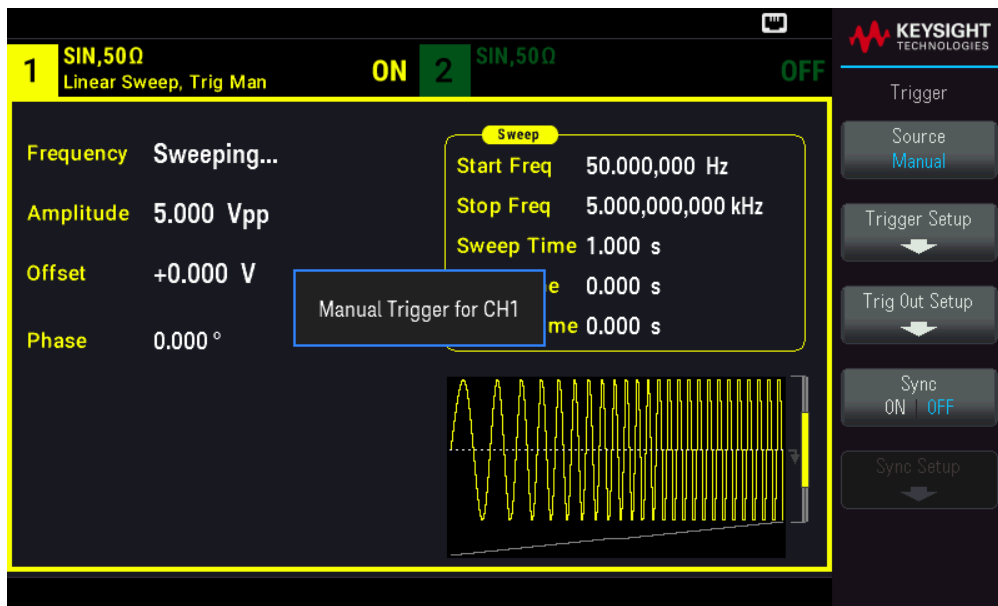 KEYSIGHT
TECHNOLOGIES
1
SIN,50Ω
Linear Sweep, Trig Man
ON
2
SIN,50Ω
OFF
Frequency Sweeping...
Amplitude 5.000 Vpp
Offset +0.000 V
Phase 0.000 °
Sweep
Start Freq 50.000,000 Hz
Stop Freq 5.000,000,000 kHz
Sweep Time 1.000 s
e 0.000 s
me 0.000 s
Manual Trigger for CH1
Trigger
Source
Manual
Trigger Setup
Trig Out Setup
Sync
ON | OFF
Sync Setup